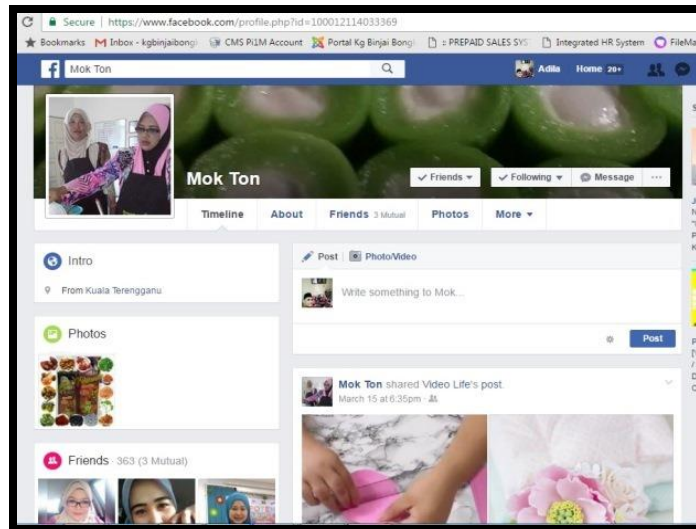 Secure | https://www.facebook.com/profile.php?id=100012114033369
Bookmarks Inbox - kgbinjaibongi CMS Pi1M Account Portal Kg Binjai Bongi :: PREPAID SALES SYS Integrated HR System FileMa
Mok Ton Adila Home 20+
Mok Ton Friends Following Message
Timeline About Friends 3 Mutual Photos More
Intro
From Kuala Terengganu
Photos
Friends · 363 (3 Mutual)
Post Photo/Video
Write something to Mok...
Post
Mok Ton shared Video Life's post.
March 15 at 6:35pm ·